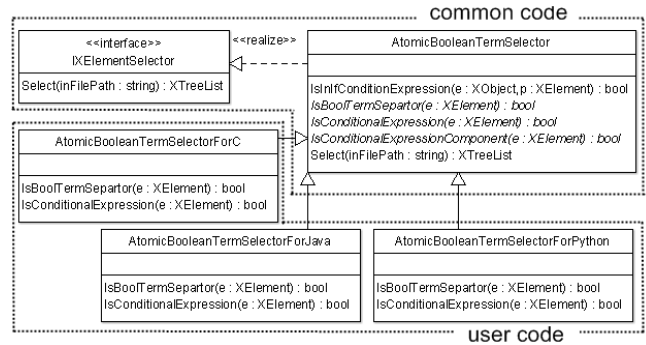 common code
<<interface>>
IXElementSelector
Select(inFilePath : string) : XTreeList
<<realize>>
AtomicBooleanTermSelector
IsInIfConditionExpression(e : XObject,p : XElement) : bool
IsBoolTermSepartor(e : XElement) : bool
IsConditionalExpression(e : XElement) : bool
IsConditionalExpressionComponent(e : XElement) : bool
Select(inFilePath : string) : XTreeList
AtomicBooleanTermSelectorForC
IsBoolTermSepartor(e : XElement) : bool
IsConditionalExpression(e : XElement) : bool
AtomicBooleanTermSelectorForJava
IsBoolTermSepartor(e : XElement) : bool
IsConditionalExpression(e : XElement) : bool
AtomicBooleanTermSelectorForPython
IsBoolTermSepartor(e : XElement) : bool
IsConditionalExpression(e : XElement) : bool
user code